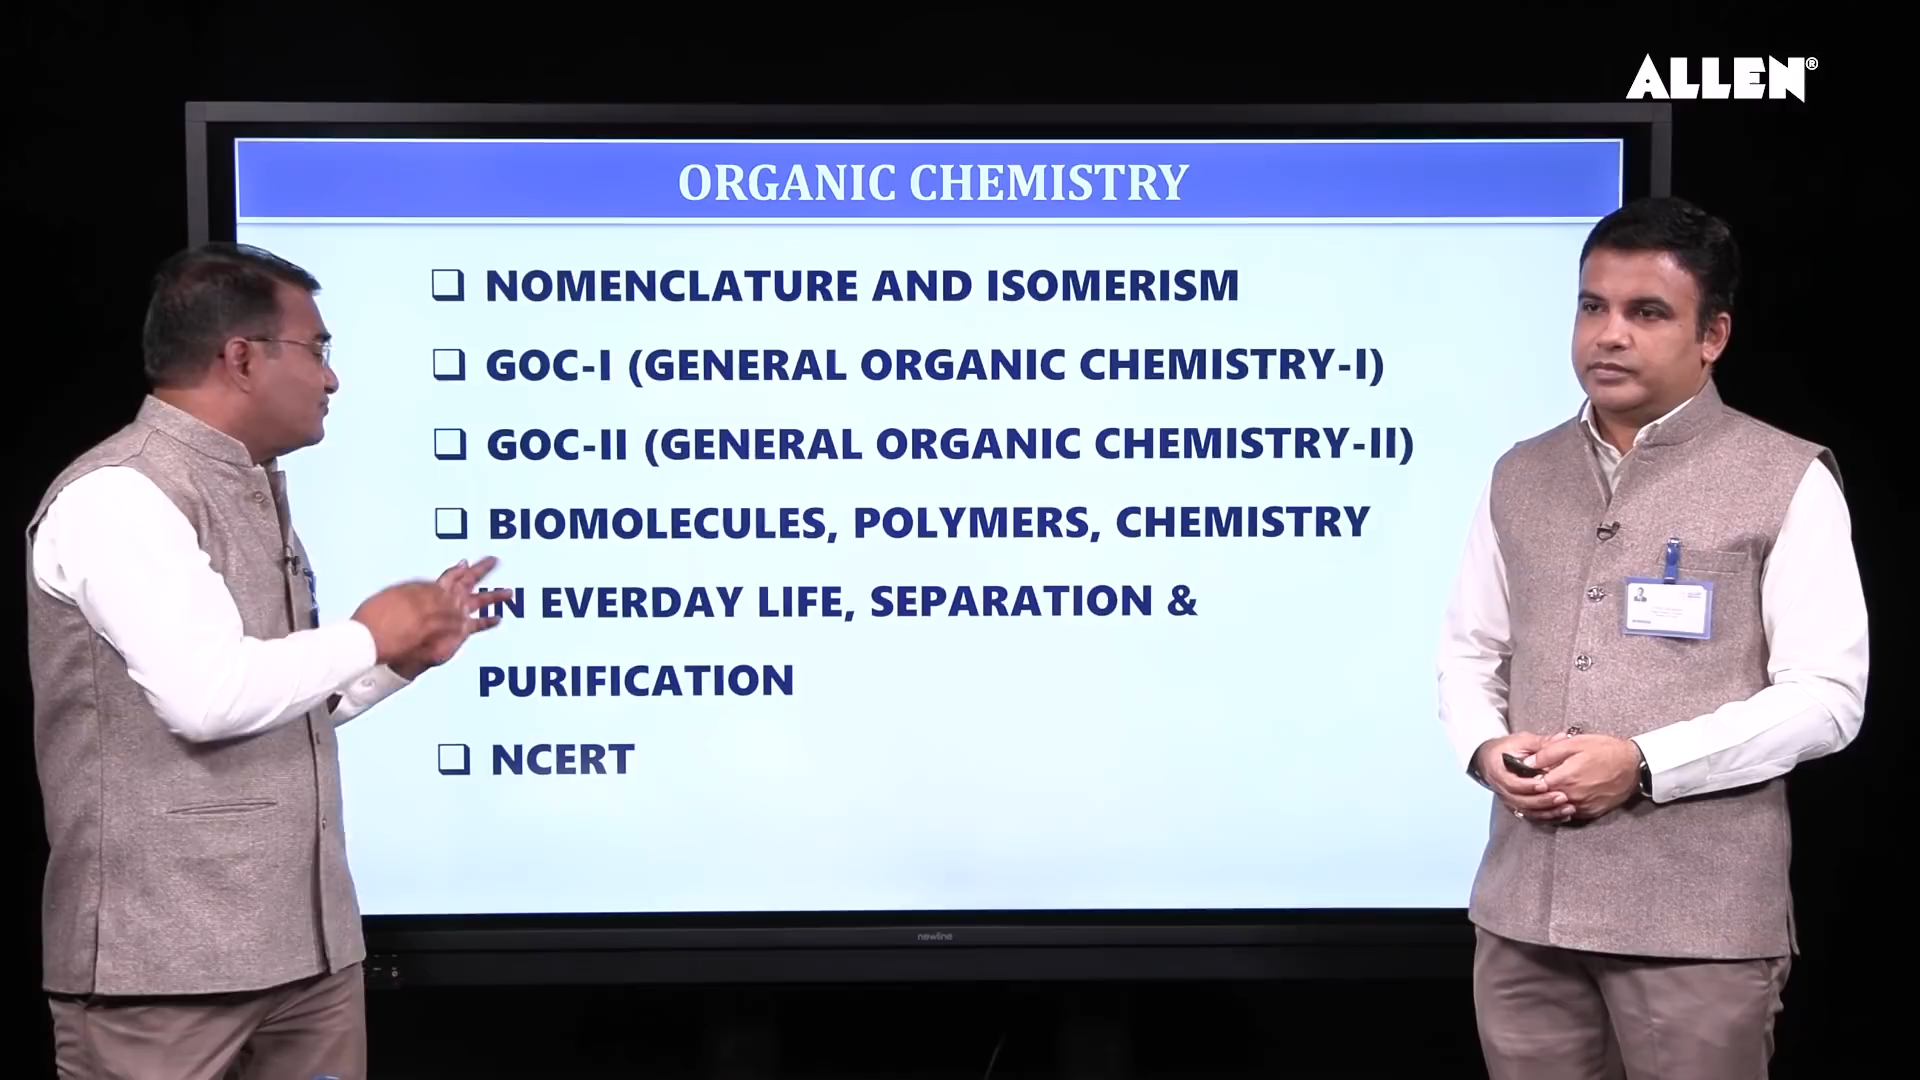 ALLEN®
ORGANIC CHEMISTRY
❑ NOMENCLATURE AND ISOMERISM
❑ GOC-I (GENERAL ORGANIC CHEMISTRY-I)
❑ GOC-II (GENERAL ORGANIC CHEMISTRY-II)
❑ BIOMOLECULES, POLYMERS, CHEMISTRY
IN EVERDAY LIFE, SEPARATION &
PURIFICATION
❑ NCERT
newline